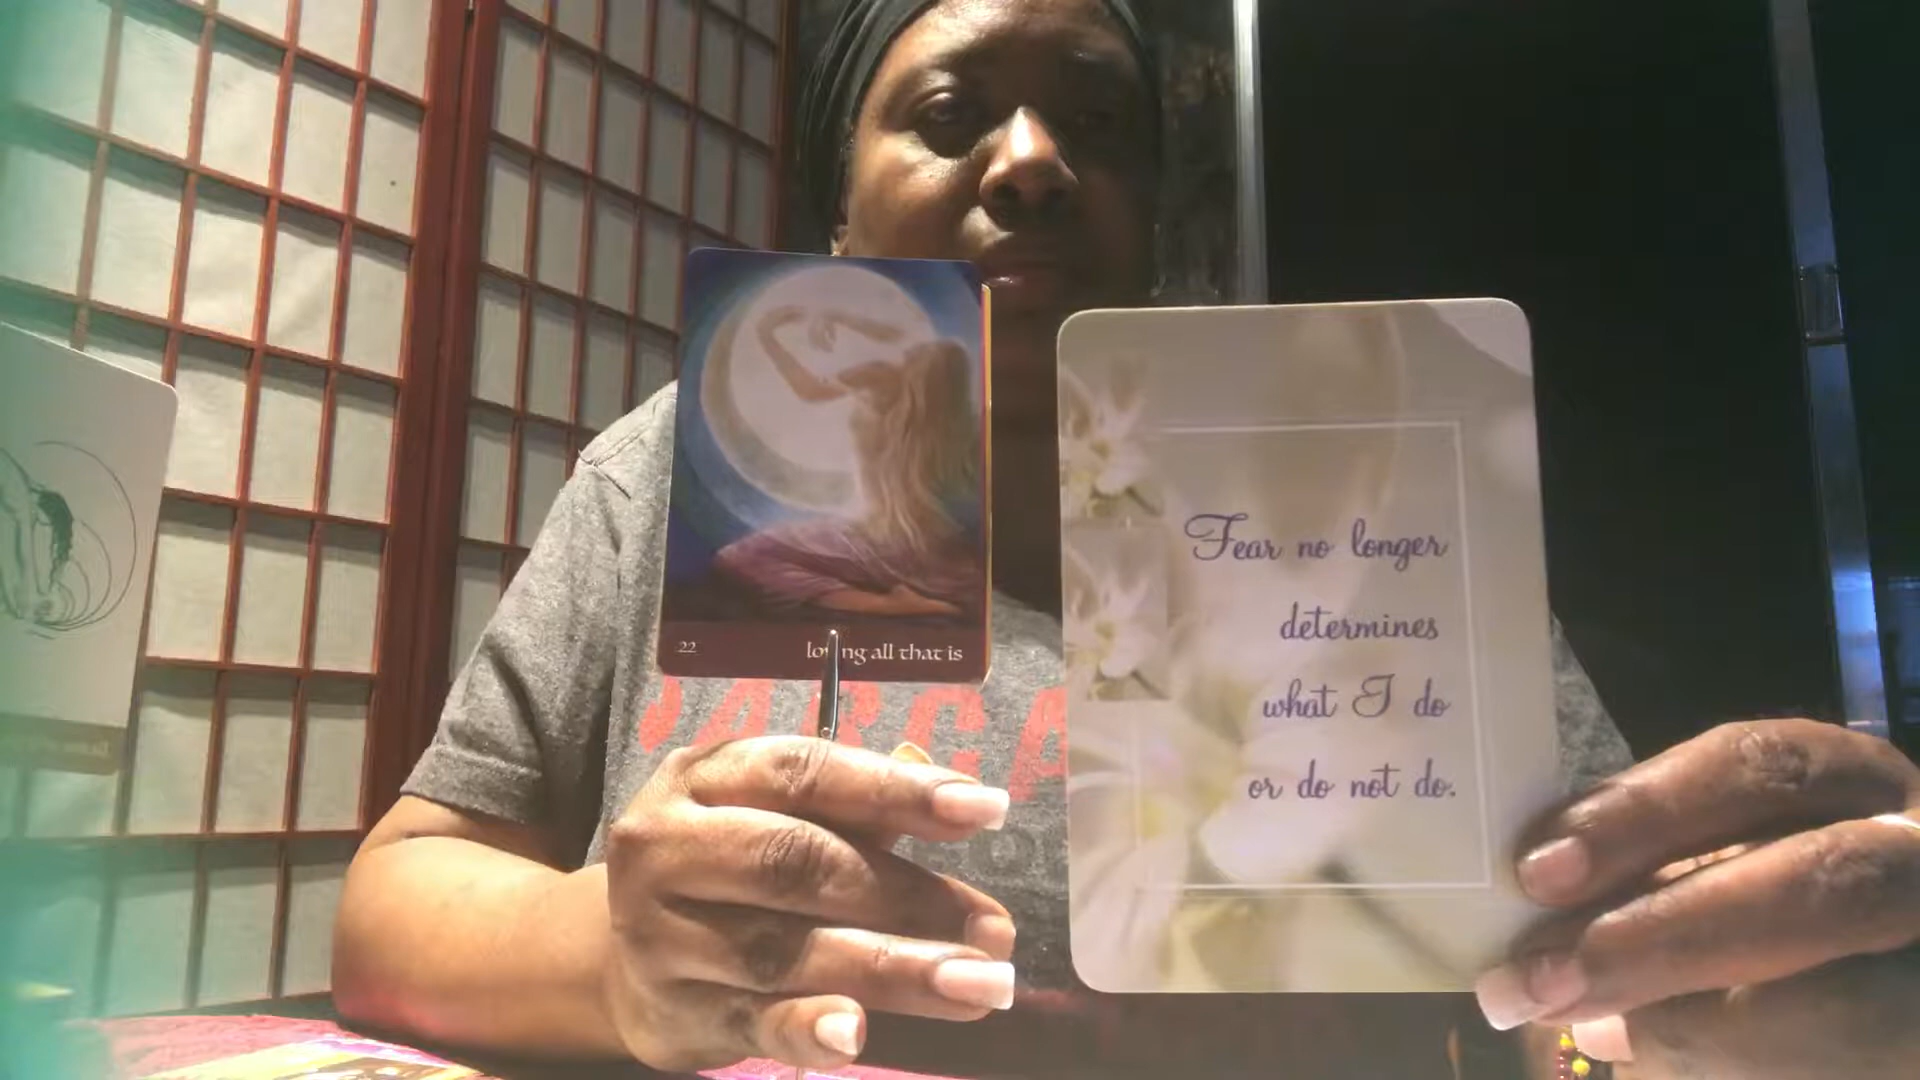 22
loving all that is
Fear no longer
determines
what I do
or do not do.